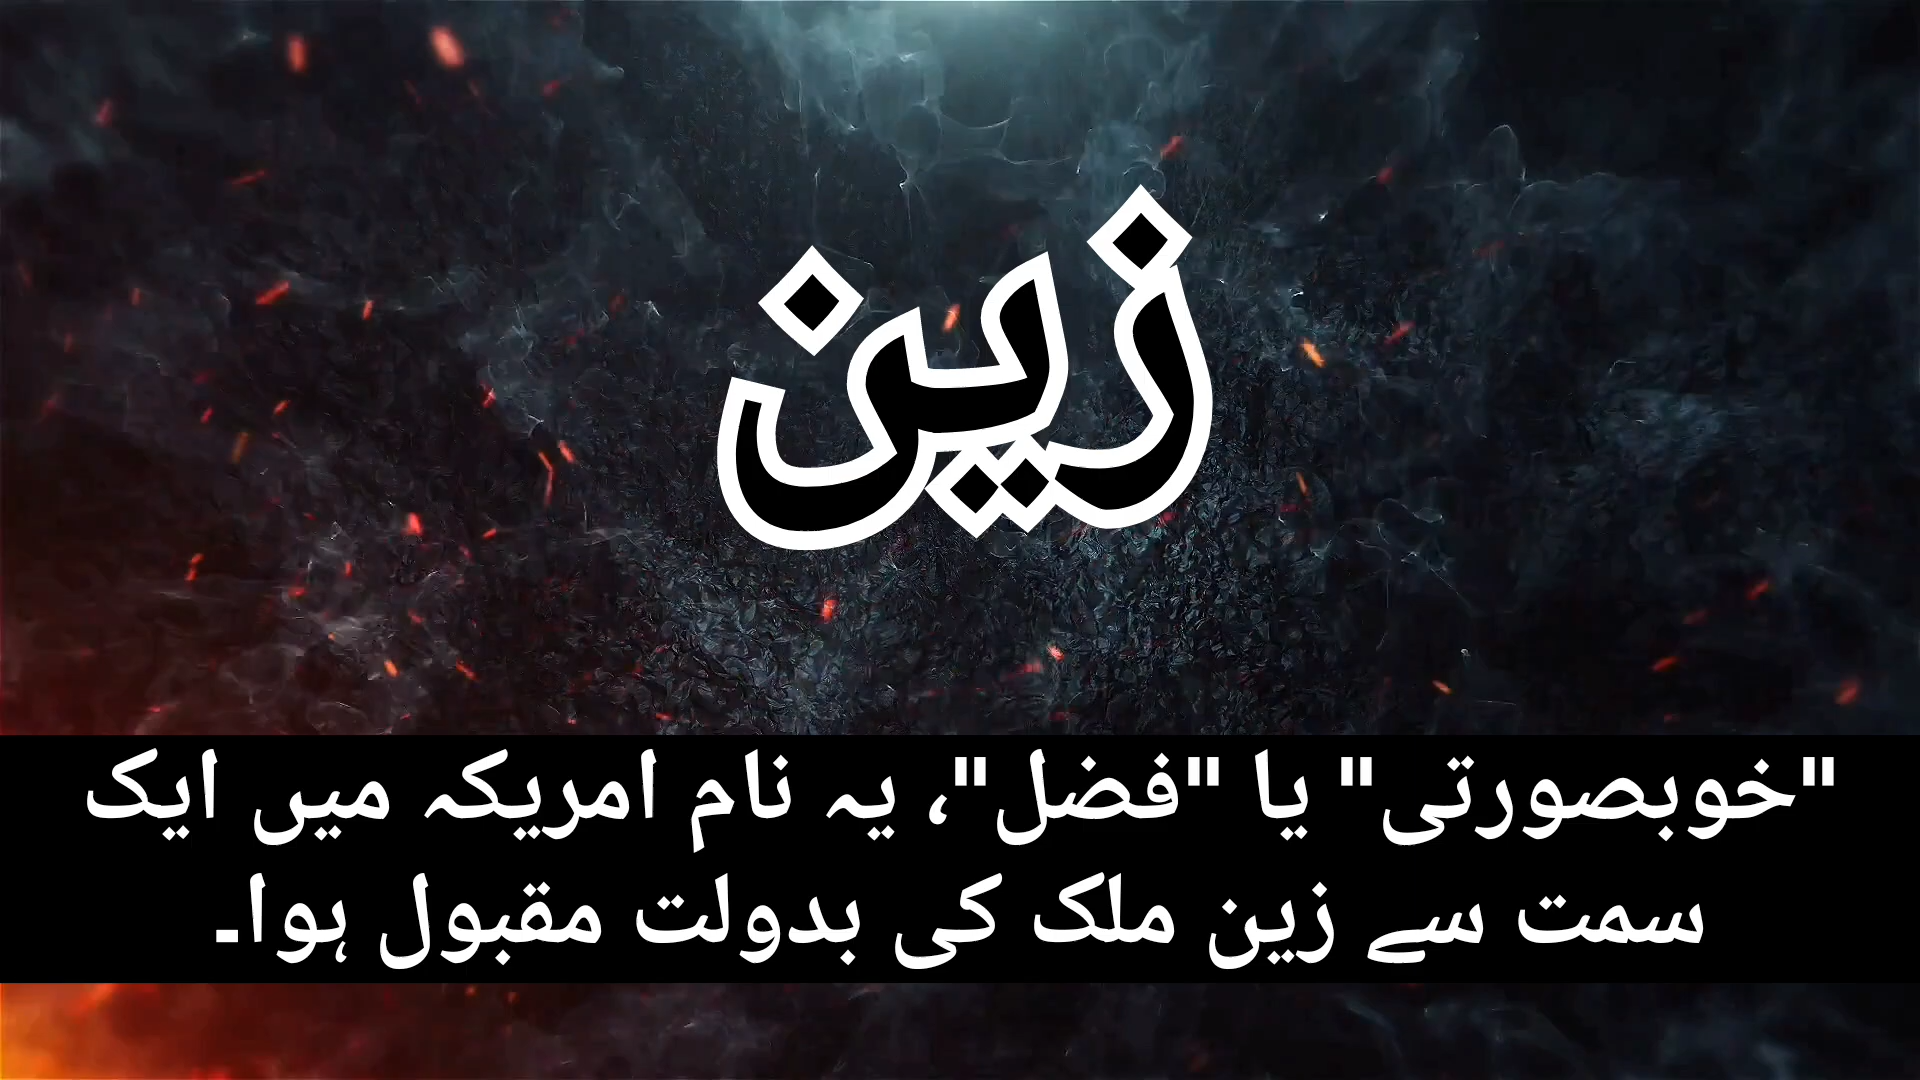 زین
"خوبصورتی" یا "فضل"، یہ نام امریکہ میں ایک
سمت سے زین ملک کی بدولت مقبول ہوا۔